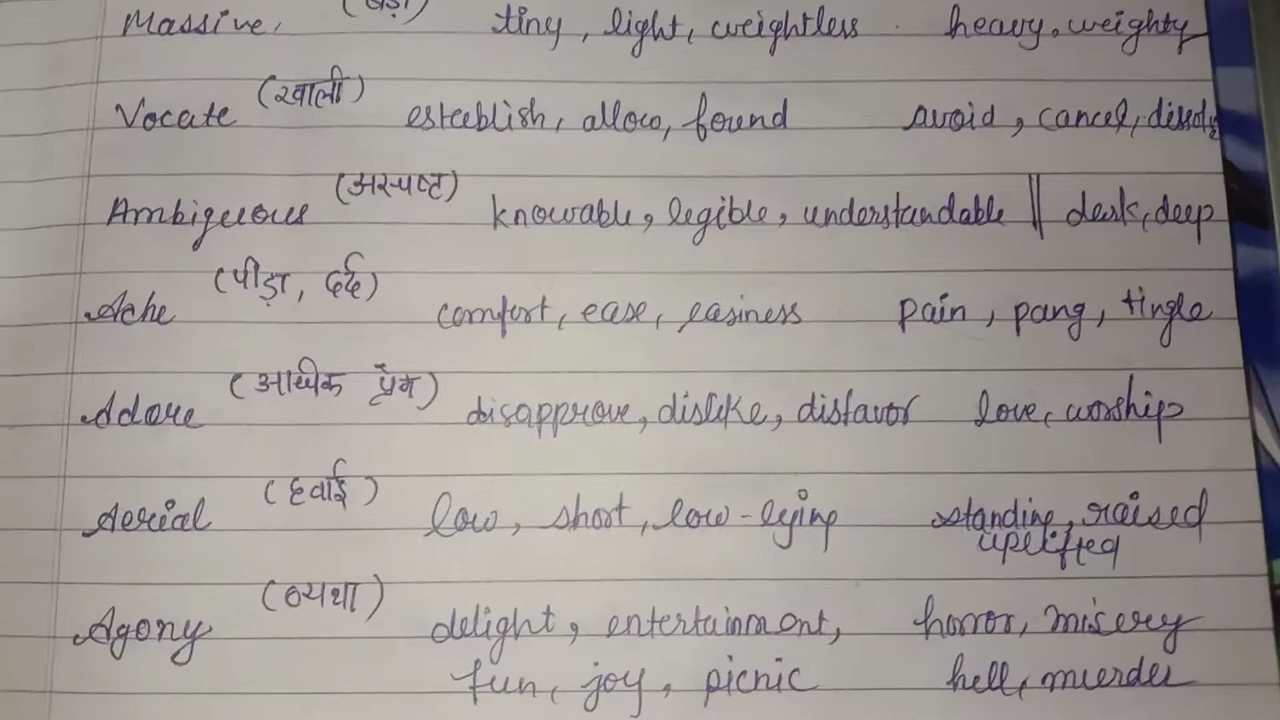 Massive, (बड़ा) tiny, light, weightless heavy, weighty
Vocate (खाली) establish, allow, found avoid, cancel,
Ambiguous (अस्पष्ट) knowable, legible, understandable || dark, deep
Ache (पीड़ा, दर्द) comfort, ease, easiness pain, pang, tingle
Adore (आधीक प्रेम) disapprove, dislike, disfavor love, worship
Aerial (हवाई) low, short, low-lying standing, raised
uplifted
Agony (व्यथा) delight, entertainment, horror, misery
fun, joy, picnic hell, murder